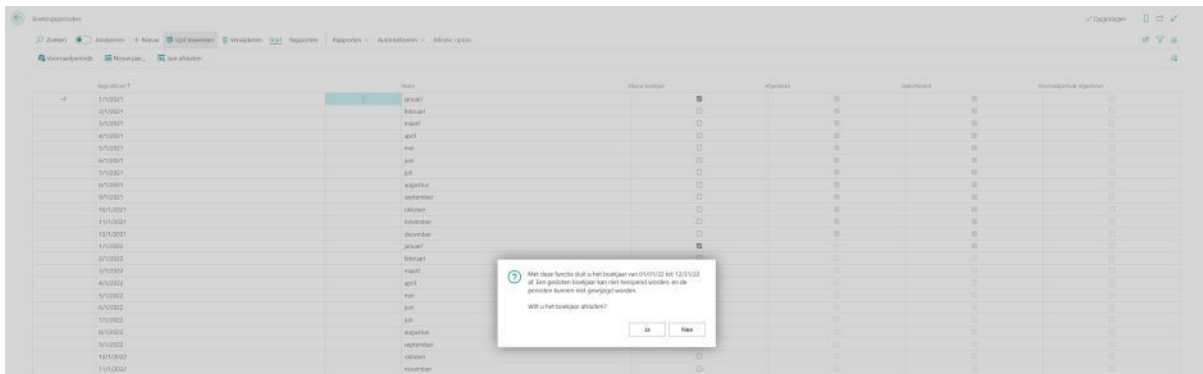 Boekingsperioden
✓ Opgeslagen
Zoeken Analyseren + Nieuw Lijst bewerken Verwijderen Start Rapporten Rapporten Automatiseren Minder opties
Voorraadperiode Nieuw jaar... Jaar afsluiten
Begindatum ↑ Naam Nieuw boekjaar Afgesloten Geblokkeerd Voorraadperiode afgesloten
1/1/2021 januari
2/1/2021 februari
3/1/2021 maart
4/1/2021 april
5/1/2021 mei
6/1/2021 juni
7/1/2021 juli
8/1/2021 augustus
9/1/2021 september
10/1/2021 oktober
11/1/2021 november
12/1/2021 december
1/1/2022 januari
2/1/2022 februari
3/1/2022 maart
4/1/2022 april
5/1/2022 mei
6/1/2022 juni
7/1/2022 juli
8/1/2022 augustus
9/1/2022 september
10/1/2022 oktober
11/1/2022 november
Met deze functie sluit u het boekjaar van 01/01/22 tot 12/31/22
af. Een gesloten boekjaar kan niet heropend worden, en de
perioden kunnen niet gewijzigd worden.
Wilt u het boekjaar afsluiten?
Ja Nee